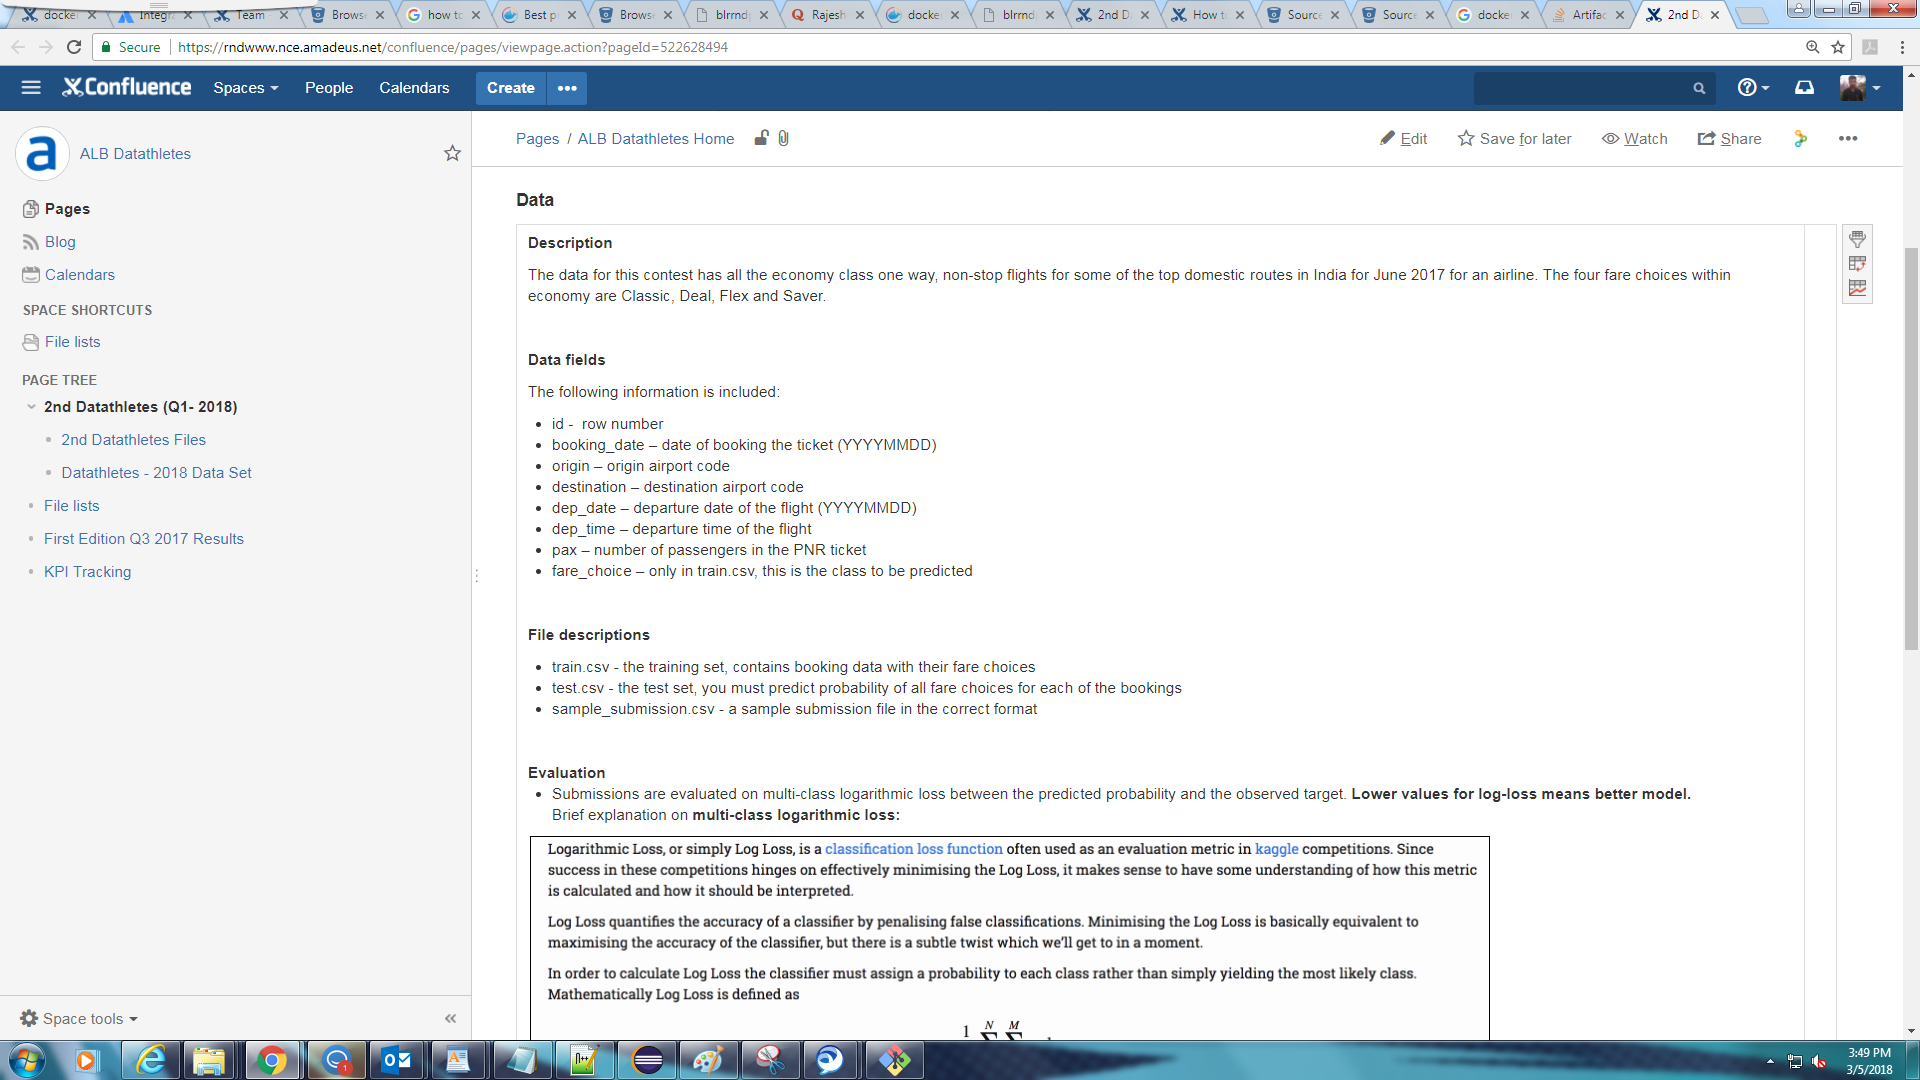 docke
Integra
Team -
Browse
how to
Best p
Browse
blrrnd
Rajesh
docke
blrrnd
2nd D
How t
Source
Source
docke
Artifac
2nd D
Secure
https://rndwww.nce.amadeus.net/confluence/pages/viewpage.action?pageId=522628494
Confluence
Spaces
People
Calendars
Create
•••
ALB Datathletes
Pages / ALB Datathletes Home
Edit
Save for later
Watch
Share
•••
Pages
Blog
Calendars
SPACE SHORTCUTS
File lists
PAGE TREE
2nd Datathletes (Q1- 2018)
• 2nd Datathletes Files
• Datathletes - 2018 Data Set
• File lists
• First Edition Q3 2017 Results
• KPI Tracking
Space tools
Data
Description
The data for this contest has all the economy class one way, non-stop flights for some of the top domestic routes in India for June 2017 for an airline. The four fare choices within
economy are Classic, Deal, Flex and Saver.
Data fields
The following information is included:
• id - row number
• booking_date – date of booking the ticket (YYYYMMDD)
• origin – origin airport code
• destination – destination airport code
• dep_date – departure date of the flight (YYYYMMDD)
• dep_time – departure time of the flight
• pax – number of passengers in the PNR ticket
• fare_choice – only in train.csv, this is the class to be predicted
File descriptions
• train.csv - the training set, contains booking data with their fare choices
• test.csv - the test set, you must predict probability of all fare choices for each of the bookings
• sample_submission.csv - a sample submission file in the correct format
Evaluation
• Submissions are evaluated on multi-class logarithmic loss between the predicted probability and the observed target. Lower values for log-loss means better model.
Brief explanation on multi-class logarithmic loss:
Logarithmic Loss, or simply Log Loss, is a classification loss function often used as an evaluation metric in kaggle competitions. Since
success in these competitions hinges on effectively minimising the Log Loss, it makes sense to have some understanding of how this metric
is calculated and how it should be interpreted.
Log Loss quantifies the accuracy of a classifier by penalising false classifications. Minimising the Log Loss is basically equivalent to
maximising the accuracy of the classifier, but there is a subtle twist which we'll get to in a moment.
In order to calculate Log Loss the classifier must assign a probability to each class rather than simply yielding the most likely class.
Mathematically Log Loss is defined as
1 N M
3:49 PM
3/5/2018